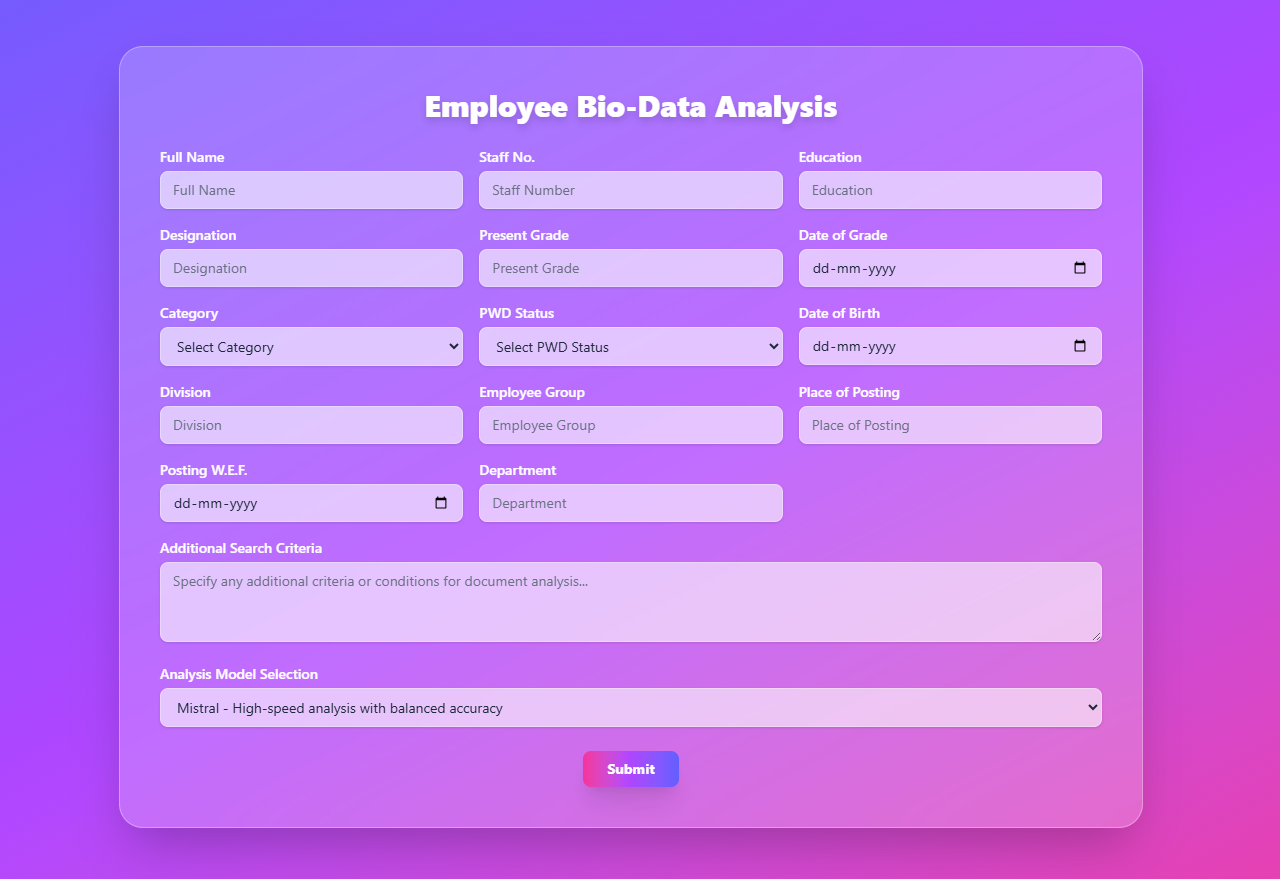 Employee Bio-Data Analysis
Full Name Staff No. Education
Full Name Staff Number Education
Designation Present Grade Date of Grade
Designation Present Grade dd-mm-yyyy
Category PWD Status Date of Birth
Select Category Select PWD Status dd-mm-yyyy
Division Employee Group Place of Posting
Division Employee Group Place of Posting
Posting W.E.F. Department
dd-mm-yyyy Department
Additional Search Criteria
Specify any additional criteria or conditions for document analysis...
Analysis Model Selection
Mistral - High-speed analysis with balanced accuracy
Submit